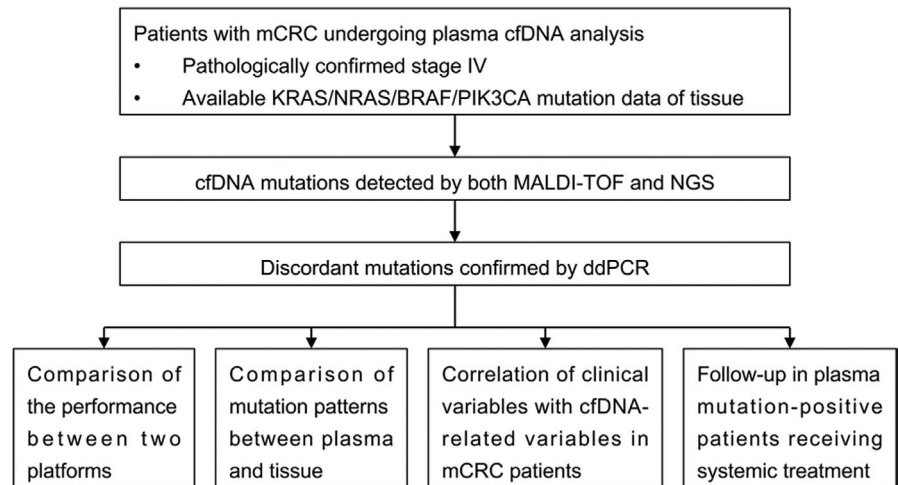 Patients with mCRC undergoing plasma cfDNA analysis
• Pathologically confirmed stage IV
• Available KRAS/NRAS/BRAF/PIK3CA mutation data of tissue
cfDNA mutations detected by both MALDI-TOF and NGS
Discordant mutations confirmed by ddPCR
Comparison of
the performance
between two
platforms
Comparison of
mutation patterns
between plasma
and tissue
Correlation of clinical
variables with cfDNA-
related variables in
mCRC patients
Follow-up in plasma
mutation-positive
patients receiving
systemic treatment